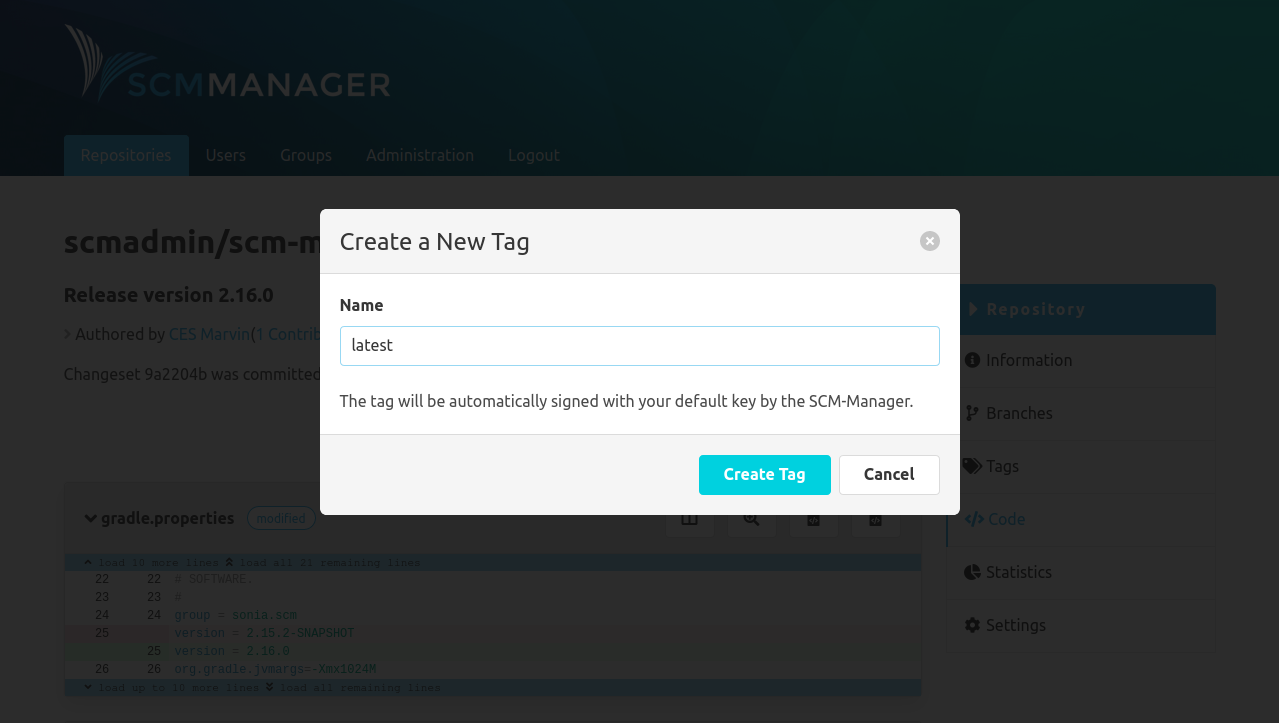 SCMMANAGER
Repositories Users Groups Administration Logout
scmadmin/scm-m
Create a New Tag
Release version 2.16.0
Name
Repository
Authored by CES Marvin(1 Contrib
latest
Information
Changeset 9a2204b was committed
The tag will be automatically signed with your default key by the SCM-Manager.
Branches
Create Tag Cancel
Tags
gradle.properties modified
Code
load 10 more lines load all 21 remaining lines
22 22 # SOFTWARE.
Statistics
23 23 #
24 24 group = sonia.scm
25 version = 2.15.2-SNAPSHOT
Settings
25 version = 2.16.0
26 26 org.gradle.jvmargs=-Xmx1024M
load up to 10 more lines load all remaining lines